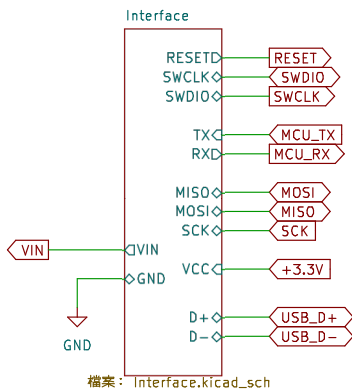 Interface
RESET RESET
SWCLK SWDIO
SWDIO SWCLK
TX MCU_TX
RX MCU_RX
MISO MOSI
MOSI MISO
SCK SCK
VIN VIN
VCC +3.3V
GND
D+ USB_D+
D- USB_D-
GND
檔案: Interface.kicad_sch